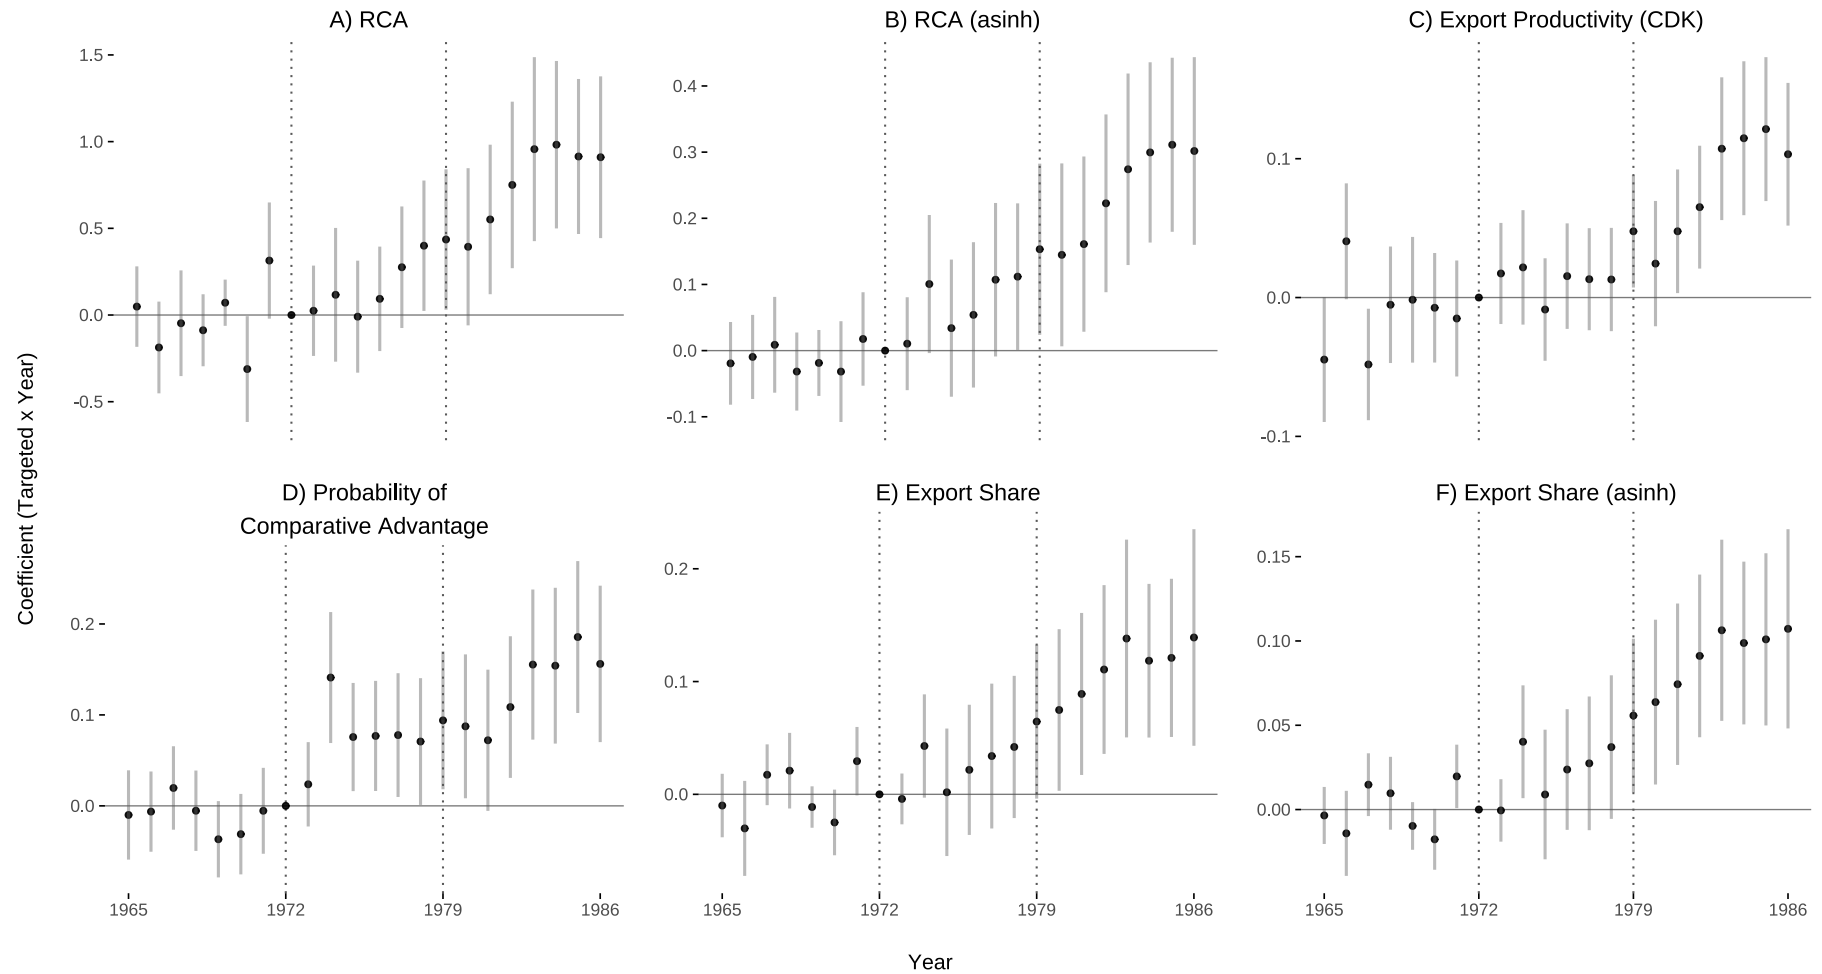 A) RCA
B) RCA (asinh)
C) Export Productivity (CDK)
1.5
1.0
0.5
0.0
-0.5
0.4
0.3
0.2
0.1
0.0
-0.1
0.1
0.0
-0.1
Coefficient (Targeted x Year)
D) Probability of
Comparative Advantage
E) Export Share
F) Export Share (asinh)
0.2
0.1
0.0
0.2
0.1
0.0
0.15
0.10
0.05
0.00
1965 1972 1979 1986
1965 1972 1979 1986
1965 1972 1979 1986
Year